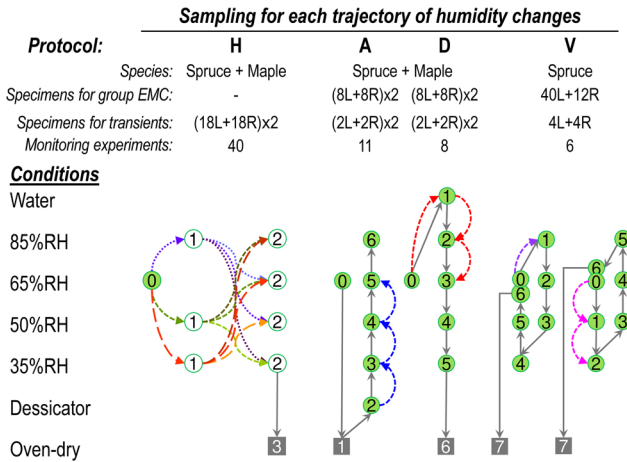 Sampling for each trajectory of humidity changes
Protocol: H A D V
Species: Spruce + Maple Spruce + Maple Spruce
Specimens for group EMC: - (8L+8R)x2 (8L+8R)x2 40L+12R
Specimens for transients: (18L+18R)x2 (2L+2R)x2 (2L+2R)x2 4L+4R
Monitoring experiments: 40 11 8 6
Conditions
Water 1
85%RH 1 2 6 2 1 5
65%RH 0 2 0 5 0 3 0 6 2 6 0 4
50%RH 1 2 4 4 5 3 1 3
35%RH 1 2 3 5 4 2
Dessicator 2
Oven-dry 3 1 6 7 7